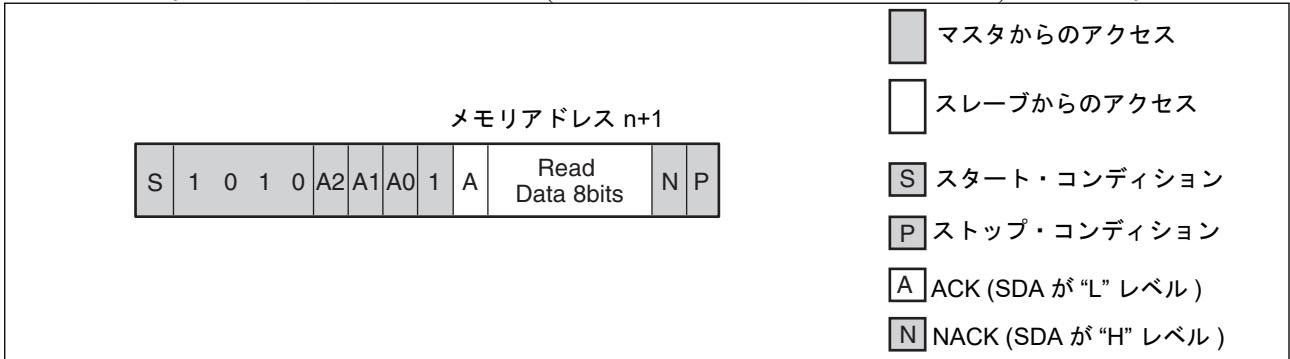 マスタからのアクセス
スレーブからのアクセス
メモリアドレス n+1
S 1 0 1 0 A2 A1 A0 1 A Read Data 8bits N P
S スタート・コンディション
P ストップ・コンディション
A ACK (SDA が “L” レベル )
N NACK (SDA が “H” レベル )